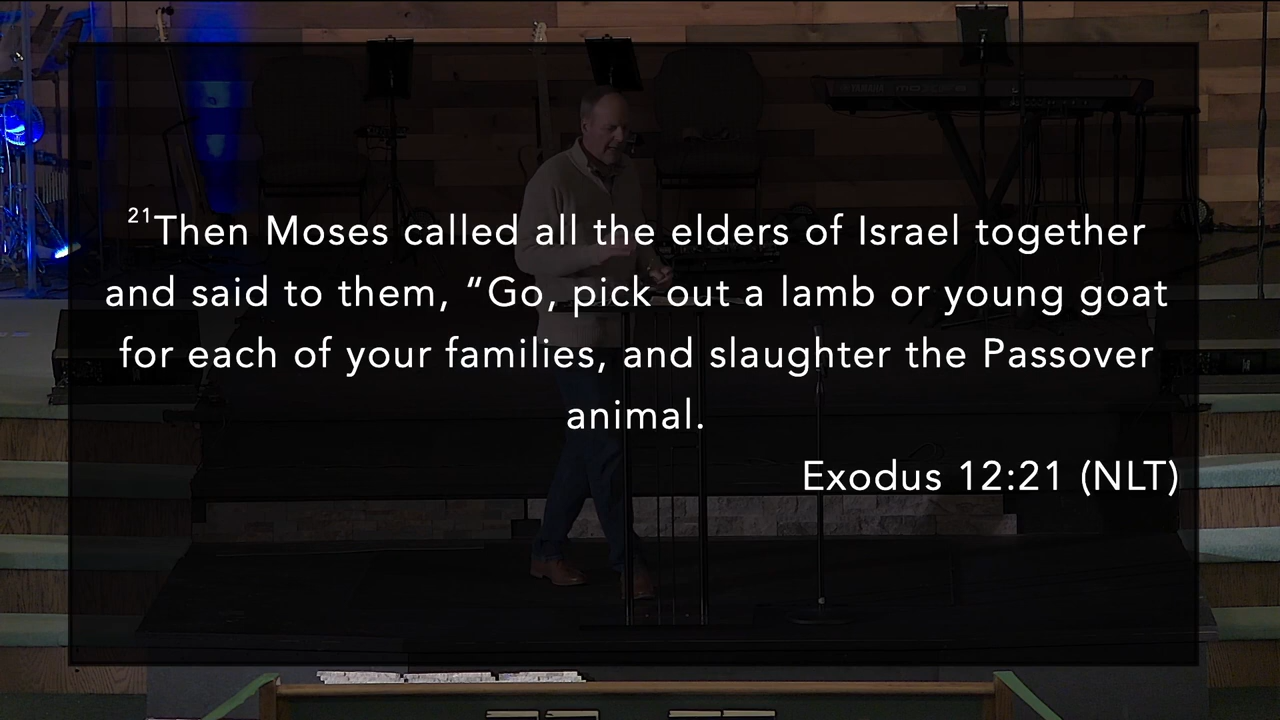 21Then Moses called all the elders of Israel together
and said to them, “Go, pick out a lamb or young goat
for each of your families, and slaughter the Passover
animal.
Exodus 12:21 (NLT)
YAMAHA